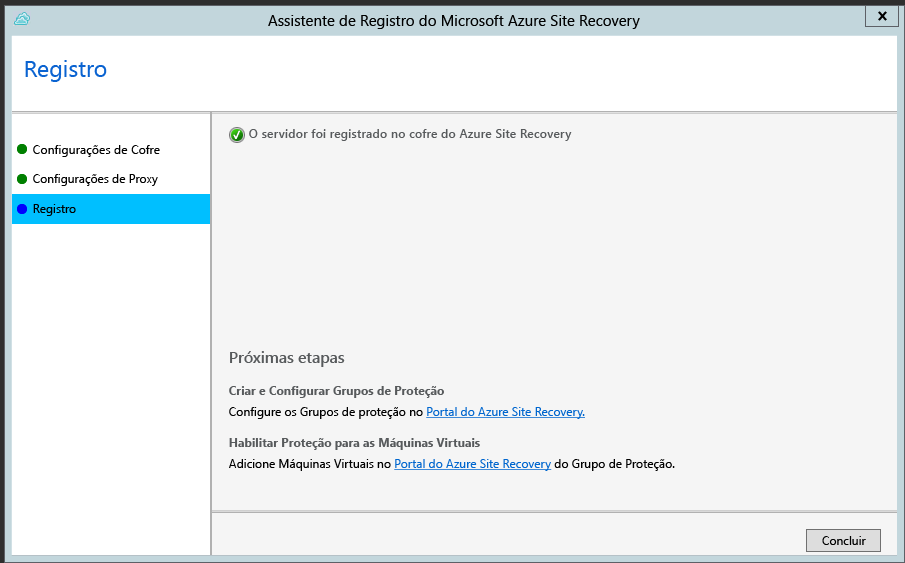 Assistente de Registro do Microsoft Azure Site Recovery
Registro
Configurações de Cofre
Configurações de Proxy
Registro
O servidor foi registrado no cofre do Azure Site Recovery
Próximas etapas
Criar e Configurar Grupos de Proteção
Configure os Grupos de proteção no Portal do Azure Site Recovery.
Habilitar Proteção para as Máquinas Virtuais
Adicione Máquinas Virtuais no Portal do Azure Site Recovery do Grupo de Proteção.
Concluir